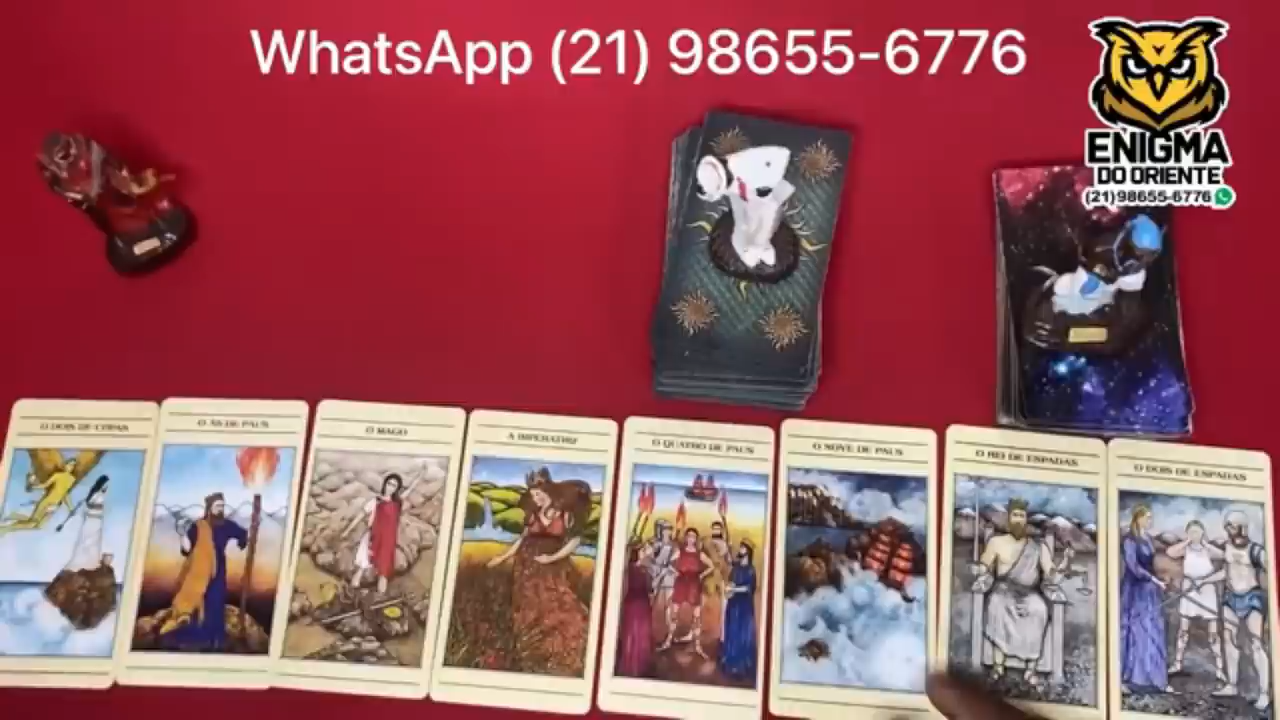 WhatsApp (21) 98655-6776
ENIGMA
DO ORIENTE
(21)98655-6776
O DOIS DE COPAS
O ÁS DE PAUS
O MAGO
A IMPERATRIZ
O QUATRO DE PAUS
O NOVE DE PAUS
O REI DE ESPADAS
O DOIS DE ESPADAS